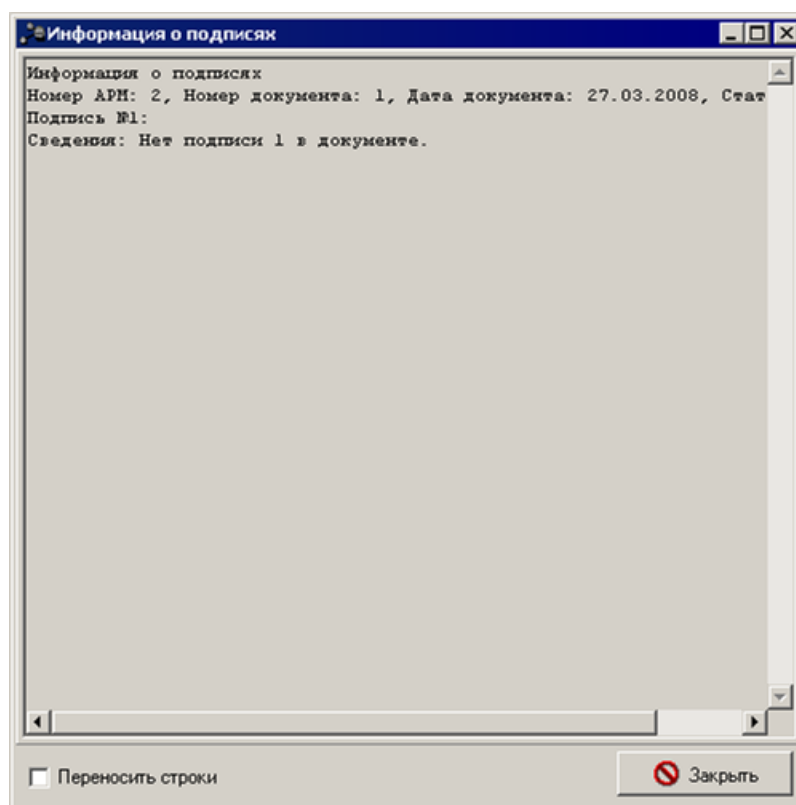 Информация о подписях
Информация о подписях
Номер АРМ: 2, Номер документа: 1, Дата документа: 27.03.2008, Стат
Подпись №1:
Сведения: Нет подписи 1 в документе.
Переносить строки
Закрыть